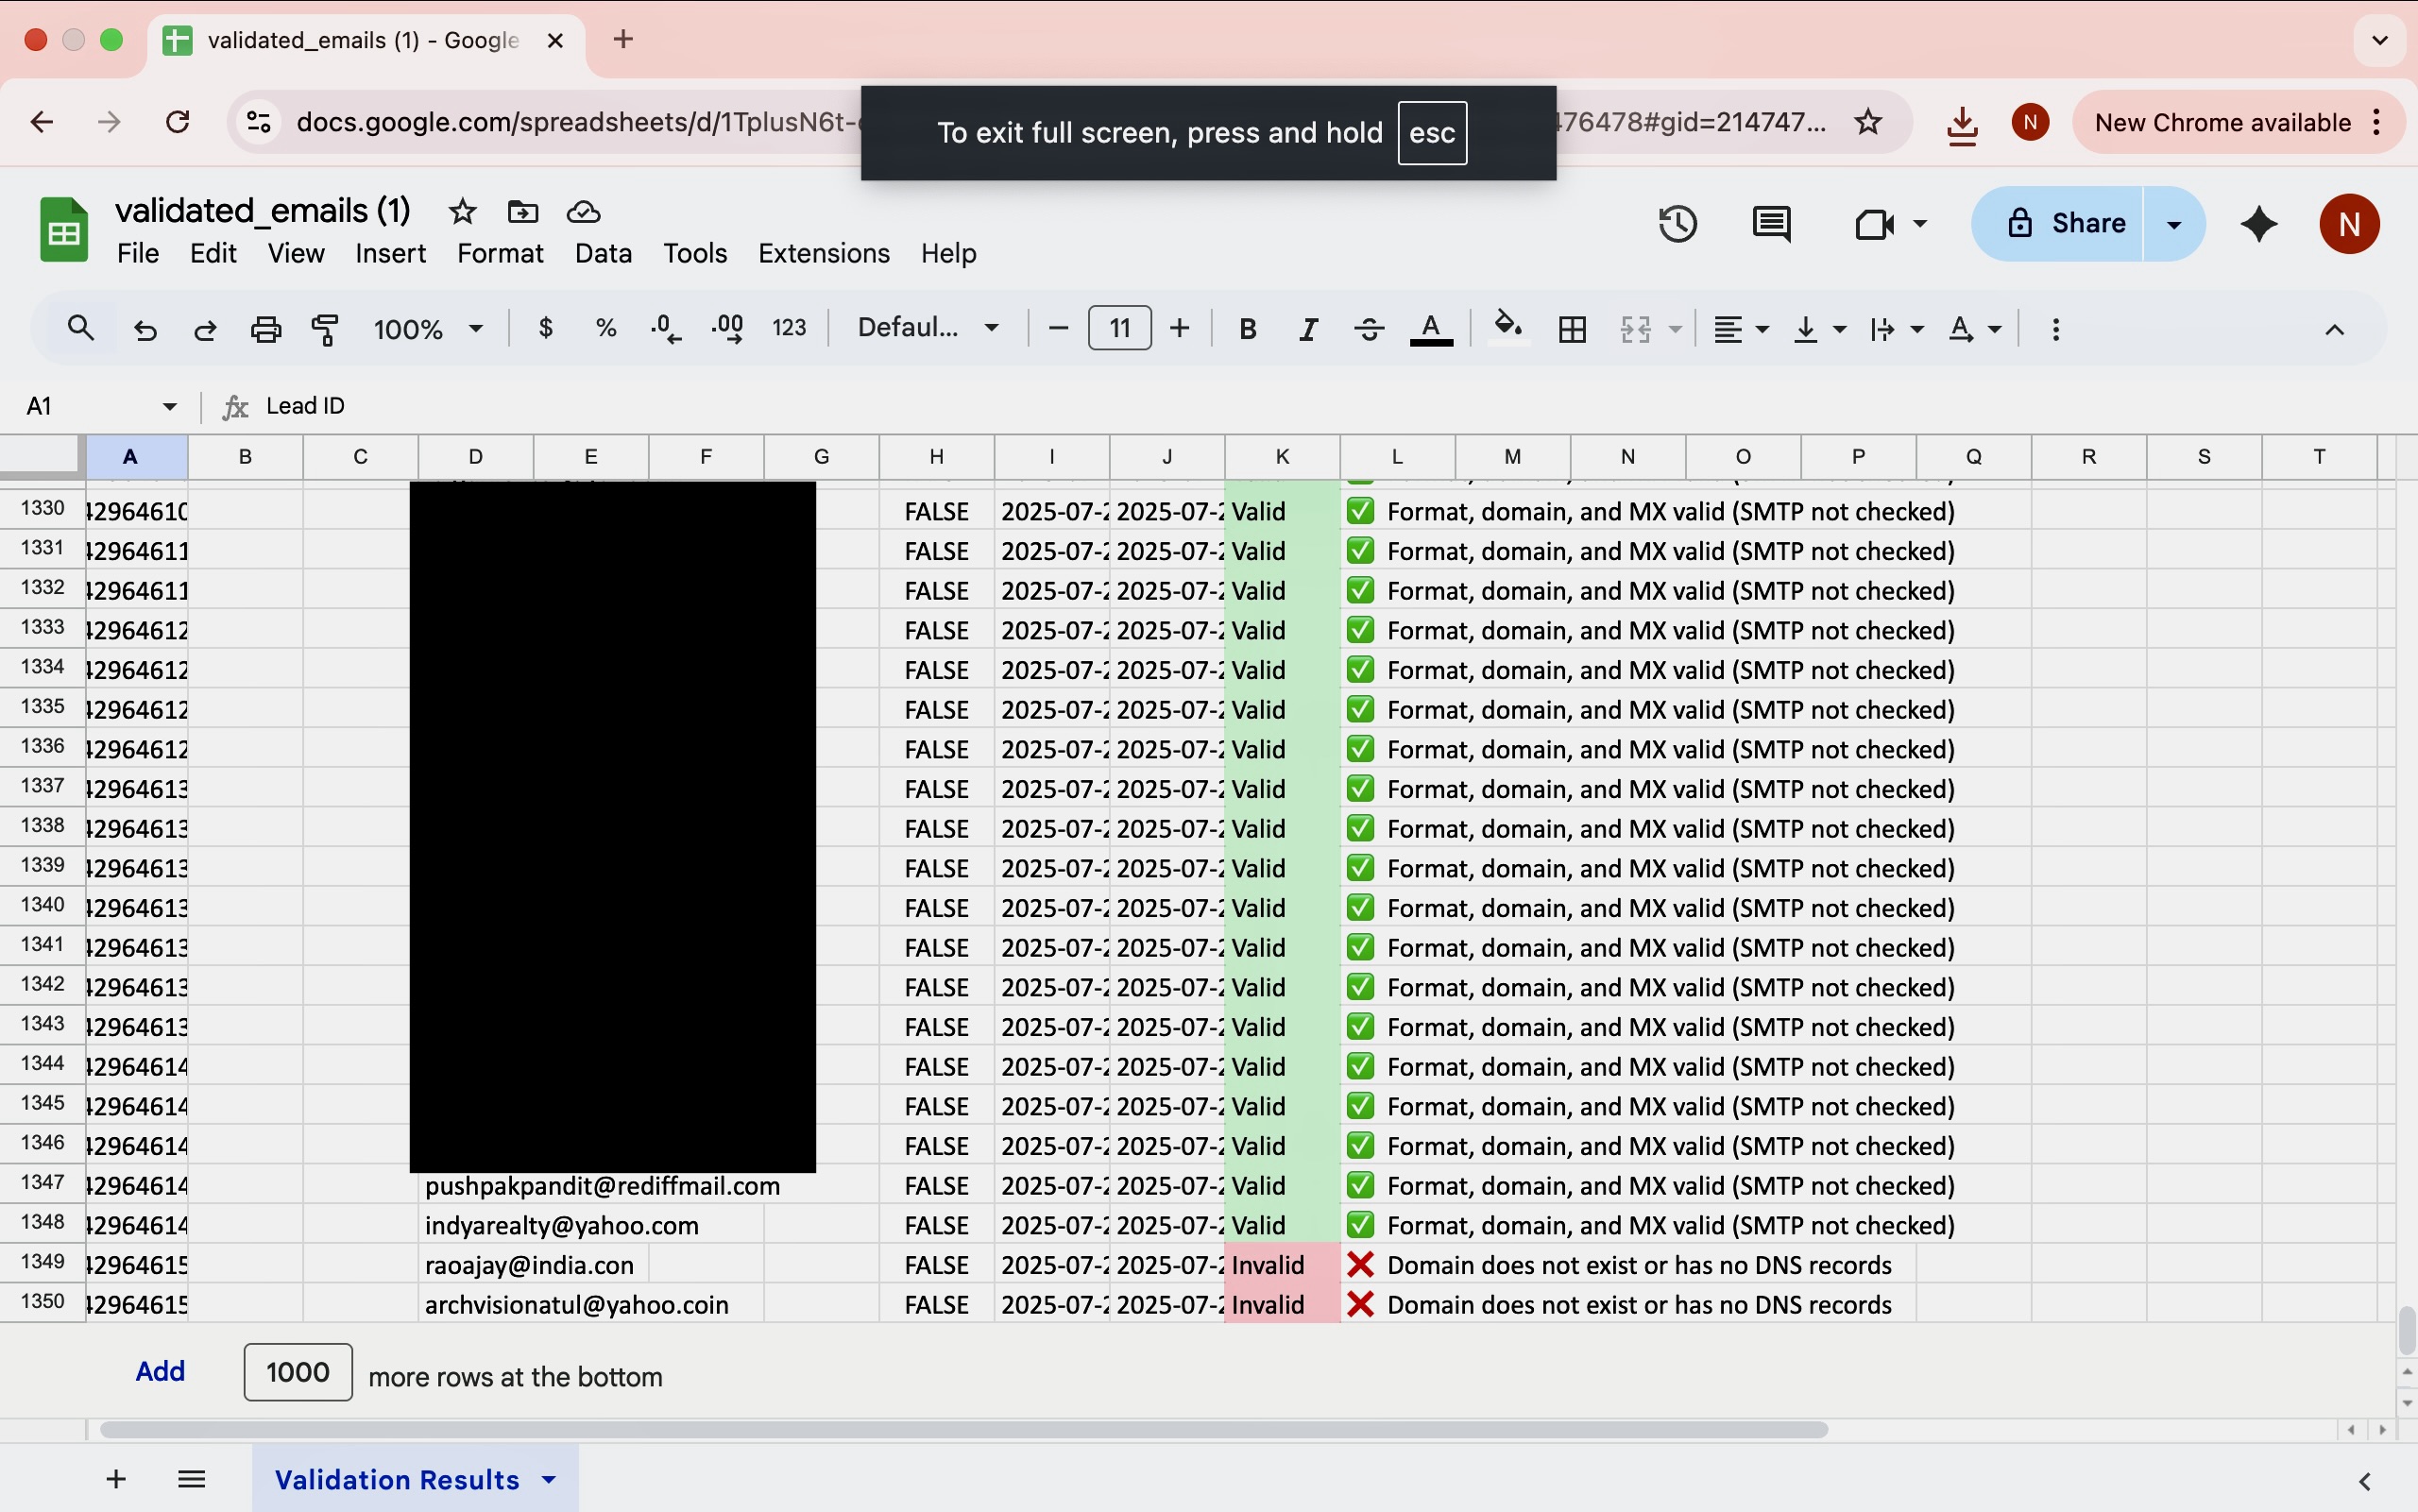 validated_emails (1) - Google
docs.google.com/spreadsheets/d/1TplusN6t- 476478#gid=214747...
To exit full screen, press and hold esc
N
New Chrome available
validated_emails (1)
File Edit View Insert Format Data Tools Extensions Help
Share
N
100% $ % .0 .00 123 Defaul... 11 B I S A A
A1 fx Lead ID
A B C D E F G H I J K L M N O P Q R S T
1330 42964610 FALSE 2025-07-2 2025-07-2 Valid ✅ Format, domain, and MX valid (SMTP not checked)
1331 42964611 FALSE 2025-07-2 2025-07-2 Valid ✅ Format, domain, and MX valid (SMTP not checked)
1332 42964611 FALSE 2025-07-2 2025-07-2 Valid ✅ Format, domain, and MX valid (SMTP not checked)
1333 42964612 FALSE 2025-07-2 2025-07-2 Valid ✅ Format, domain, and MX valid (SMTP not checked)
1334 42964612 FALSE 2025-07-2 2025-07-2 Valid ✅ Format, domain, and MX valid (SMTP not checked)
1335 42964612 FALSE 2025-07-2 2025-07-2 Valid ✅ Format, domain, and MX valid (SMTP not checked)
1336 42964612 FALSE 2025-07-2 2025-07-2 Valid ✅ Format, domain, and MX valid (SMTP not checked)
1337 42964613 FALSE 2025-07-2 2025-07-2 Valid ✅ Format, domain, and MX valid (SMTP not checked)
1338 42964613 FALSE 2025-07-2 2025-07-2 Valid ✅ Format, domain, and MX valid (SMTP not checked)
1339 42964613 FALSE 2025-07-2 2025-07-2 Valid ✅ Format, domain, and MX valid (SMTP not checked)
1340 42964613 FALSE 2025-07-2 2025-07-2 Valid ✅ Format, domain, and MX valid (SMTP not checked)
1341 42964613 FALSE 2025-07-2 2025-07-2 Valid ✅ Format, domain, and MX valid (SMTP not checked)
1342 42964613 FALSE 2025-07-2 2025-07-2 Valid ✅ Format, domain, and MX valid (SMTP not checked)
1343 42964613 FALSE 2025-07-2 2025-07-2 Valid ✅ Format, domain, and MX valid (SMTP not checked)
1344 42964614 FALSE 2025-07-2 2025-07-2 Valid ✅ Format, domain, and MX valid (SMTP not checked)
1345 42964614 FALSE 2025-07-2 2025-07-2 Valid ✅ Format, domain, and MX valid (SMTP not checked)
1346 42964614 FALSE 2025-07-2 2025-07-2 Valid ✅ Format, domain, and MX valid (SMTP not checked)
1347 42964614 pushpakpandit@rediffmail.com FALSE 2025-07-2 2025-07-2 Valid ✅ Format, domain, and MX valid (SMTP not checked)
1348 42964614 indyarealty@yahoo.com FALSE 2025-07-2 2025-07-2 Valid ✅ Format, domain, and MX valid (SMTP not checked)
1349 42964615 raoajay@india.con FALSE 2025-07-2 2025-07-2 Invalid ❌ Domain does not exist or has no DNS records
1350 42964615 archvisionatul@yahoo.coin FALSE 2025-07-2 2025-07-2 Invalid ❌ Domain does not exist or has no DNS records
Add 1000 more rows at the bottom
Validation Results